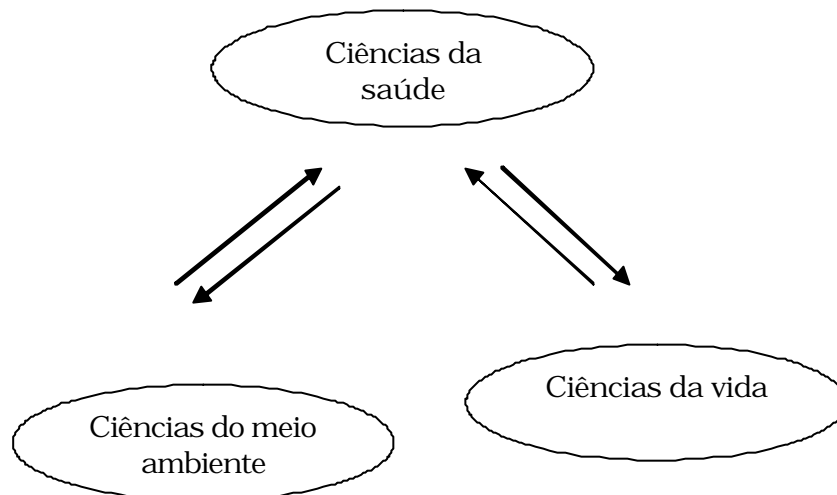 Ciências da
saúde
Ciências do meio
ambiente
Ciências da vida